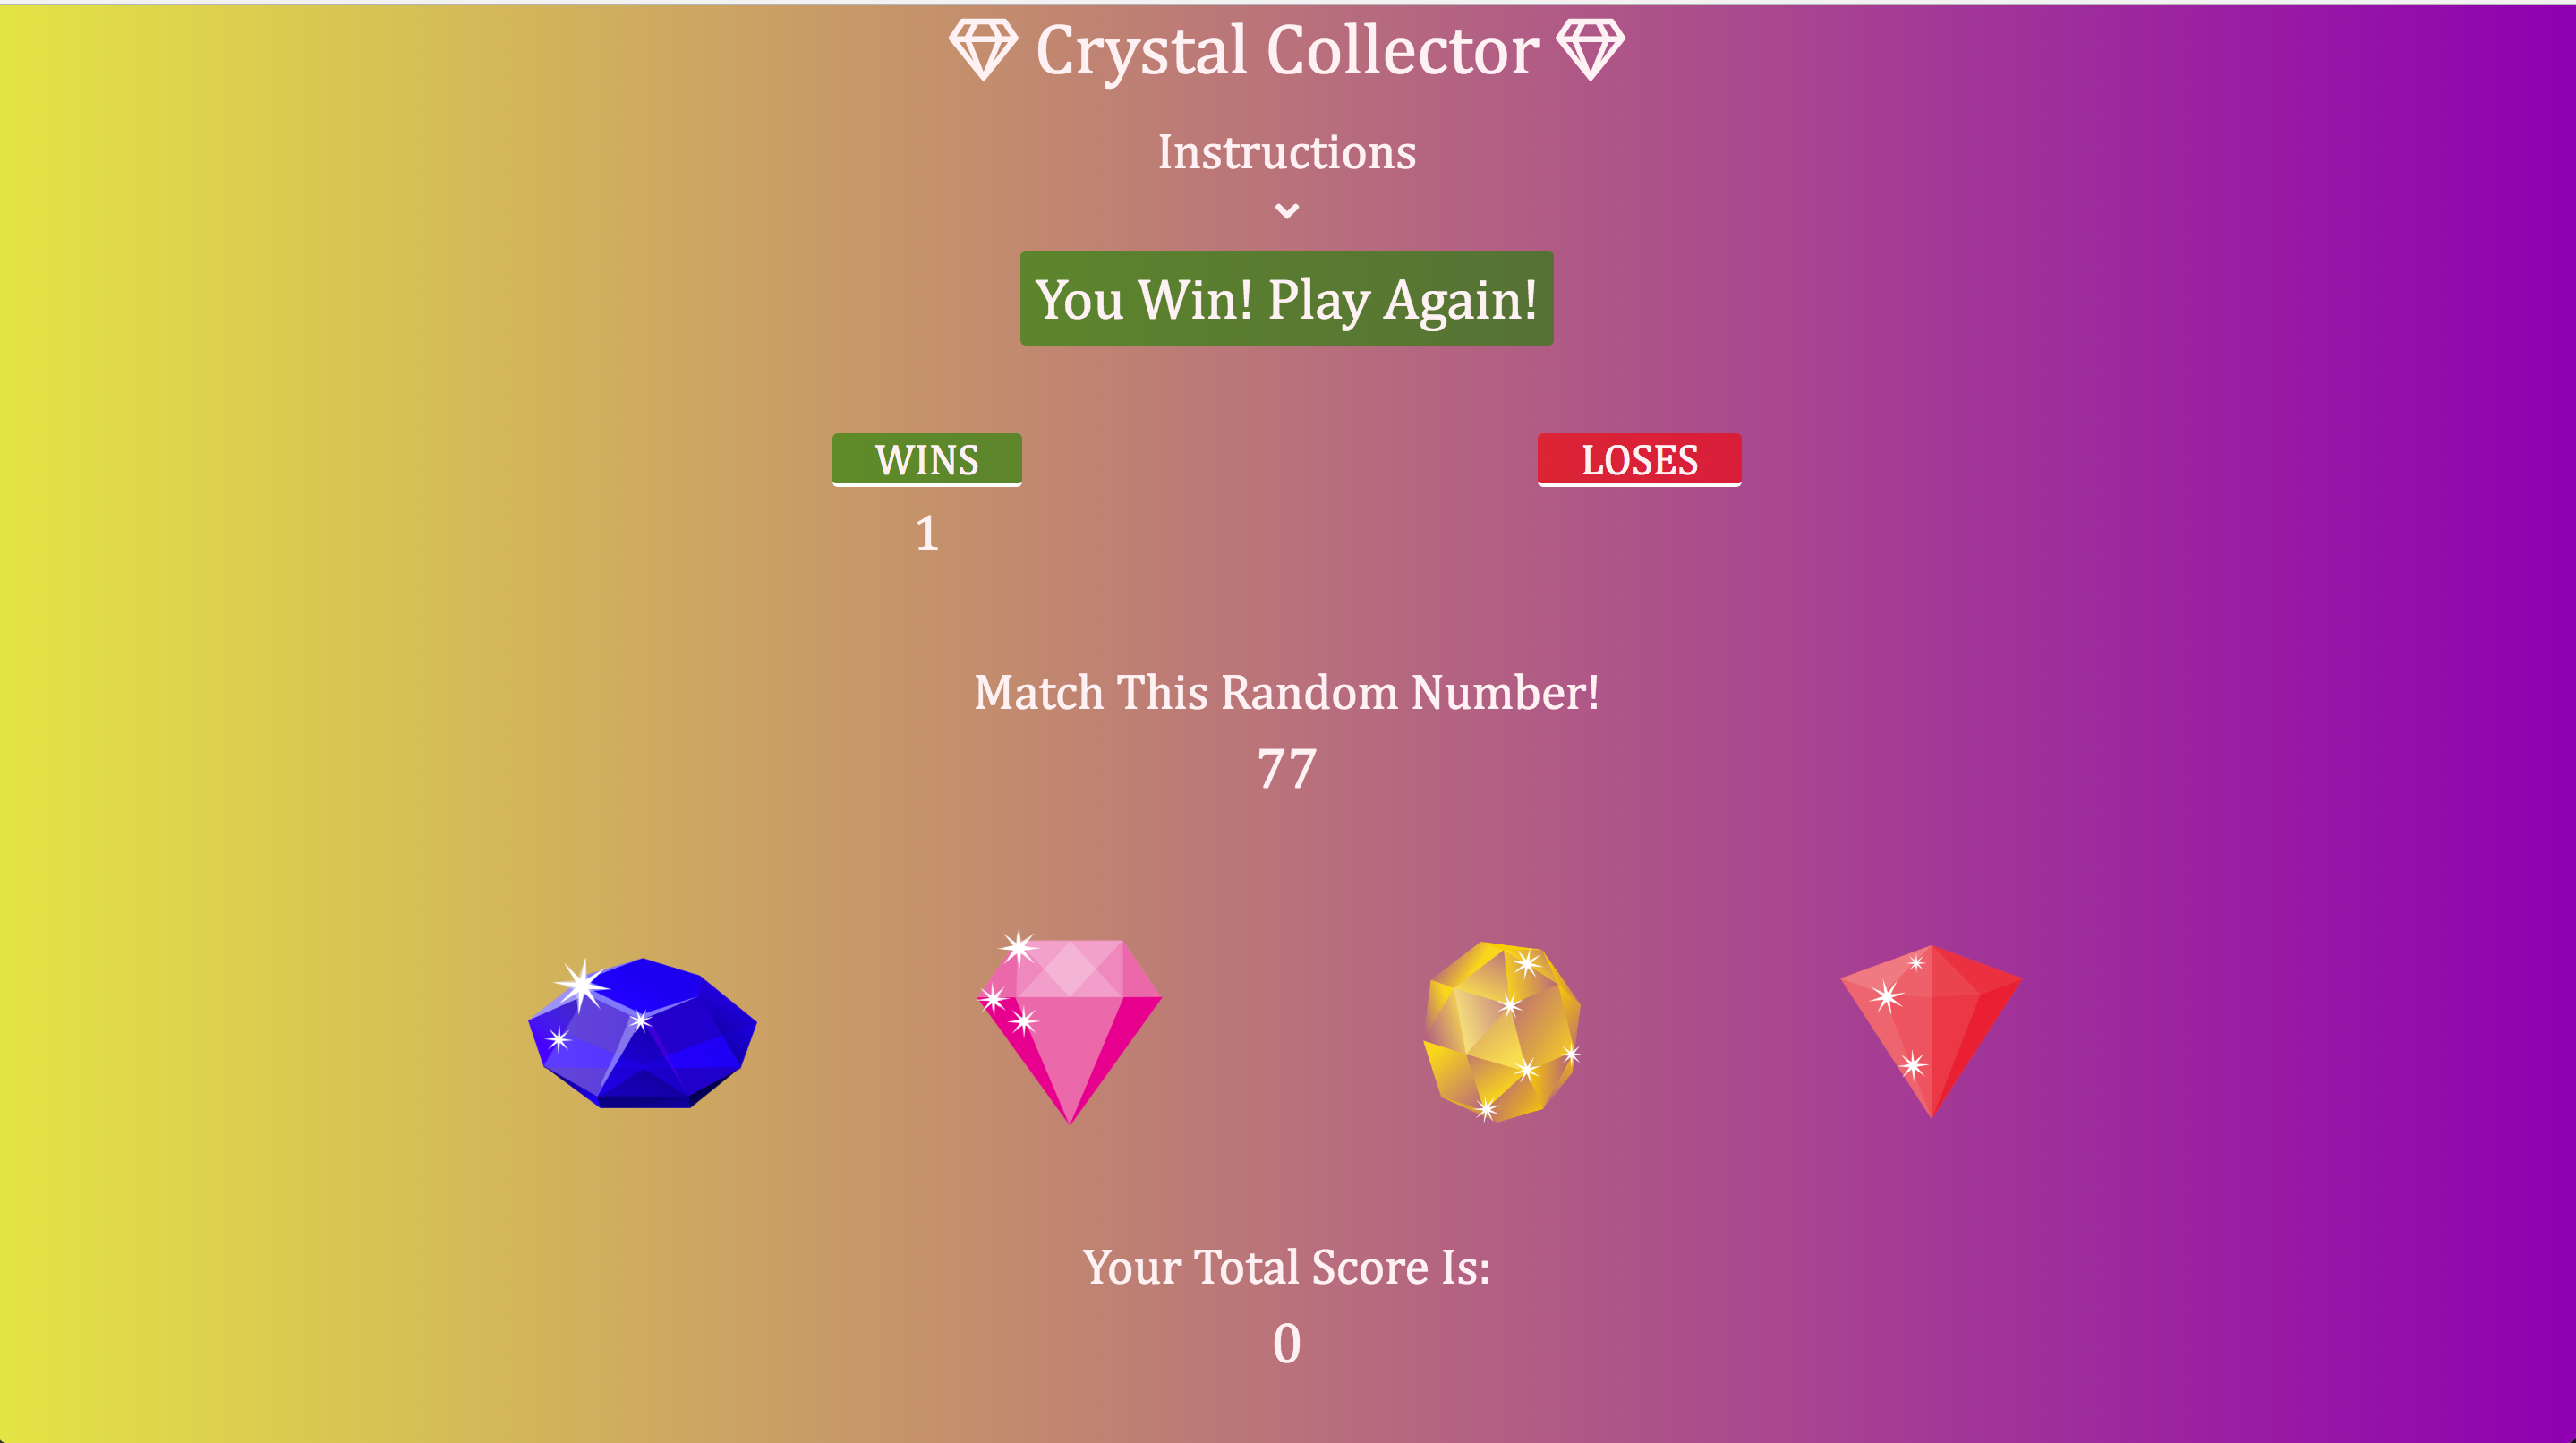 Crystal Collector
Instructions
You Win! Play Again!
WINS
LOSES
1
Match This Random Number!
77
Your Total Score Is:
0